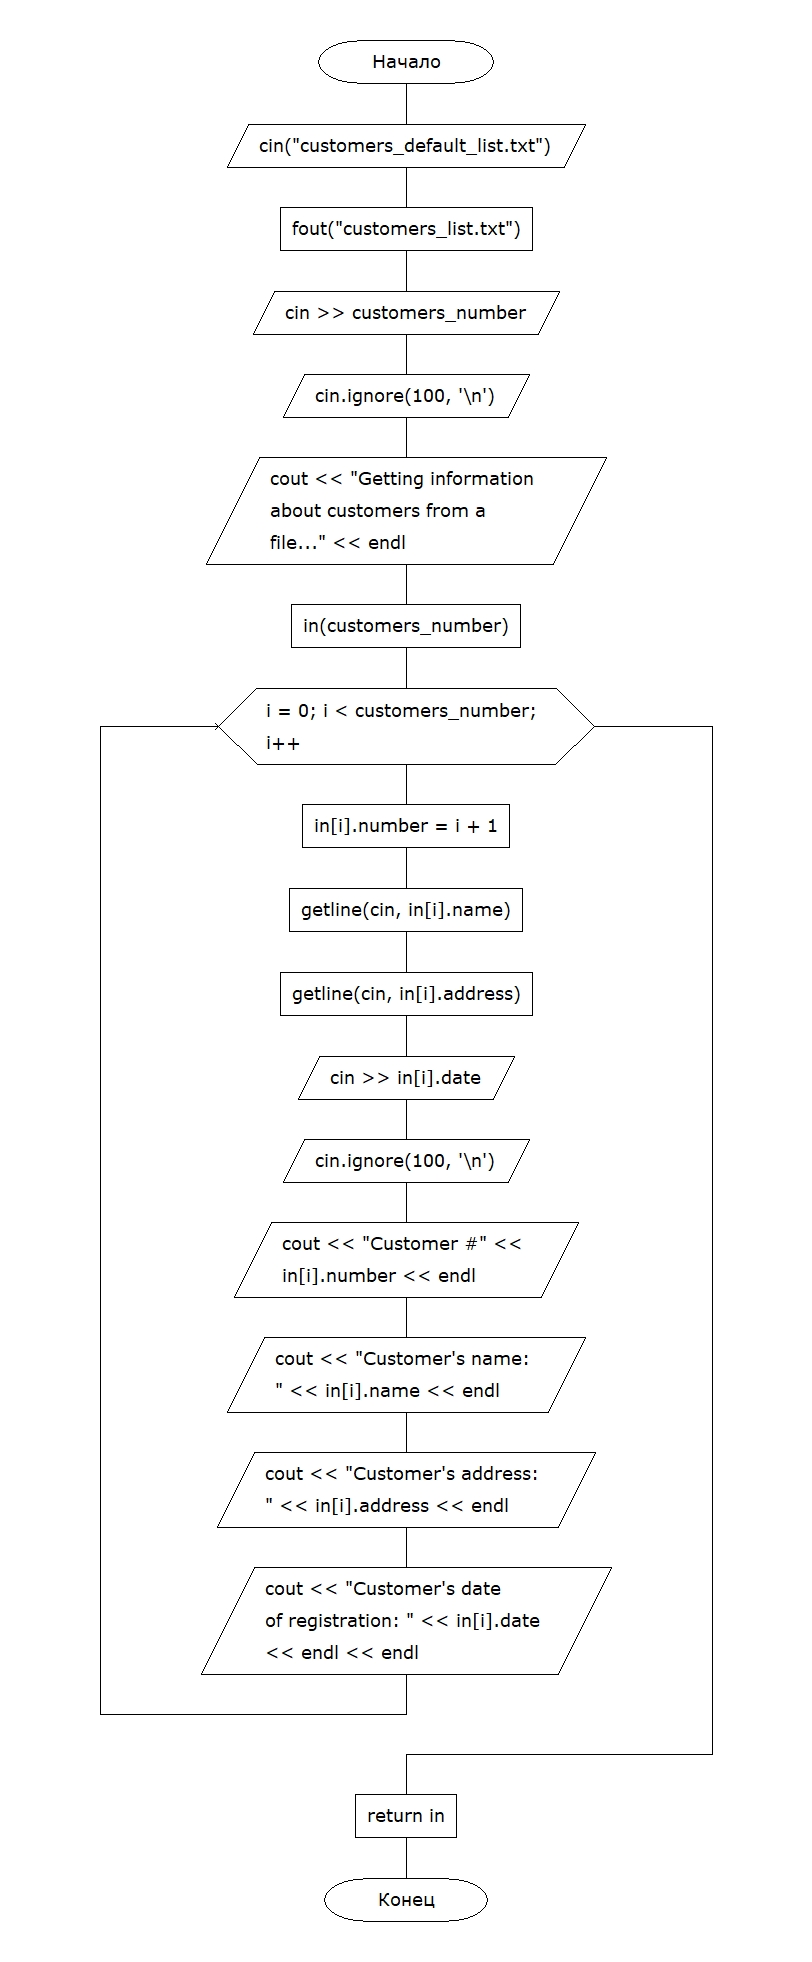 Начало
cin("customers_default_list.txt")
fout("customers_list.txt")
cin >> customers_number
cin.ignore(100, '\n')
cout << "Getting information
about customers from a
file..." << endl
in(customers_number)
i = 0; i < customers_number;
i++
in[i].number = i + 1
getline(cin, in[i].name)
getline(cin, in[i].address)
cin >> in[i].date
cin.ignore(100, '\n')
cout << "Customer #" <<
in[i].number << endl
cout << "Customer's name:
" << in[i].name << endl
cout << "Customer's address:
" << in[i].address << endl
cout << "Customer's date
of registration: " << in[i].date
<< endl << endl
return in
Конец